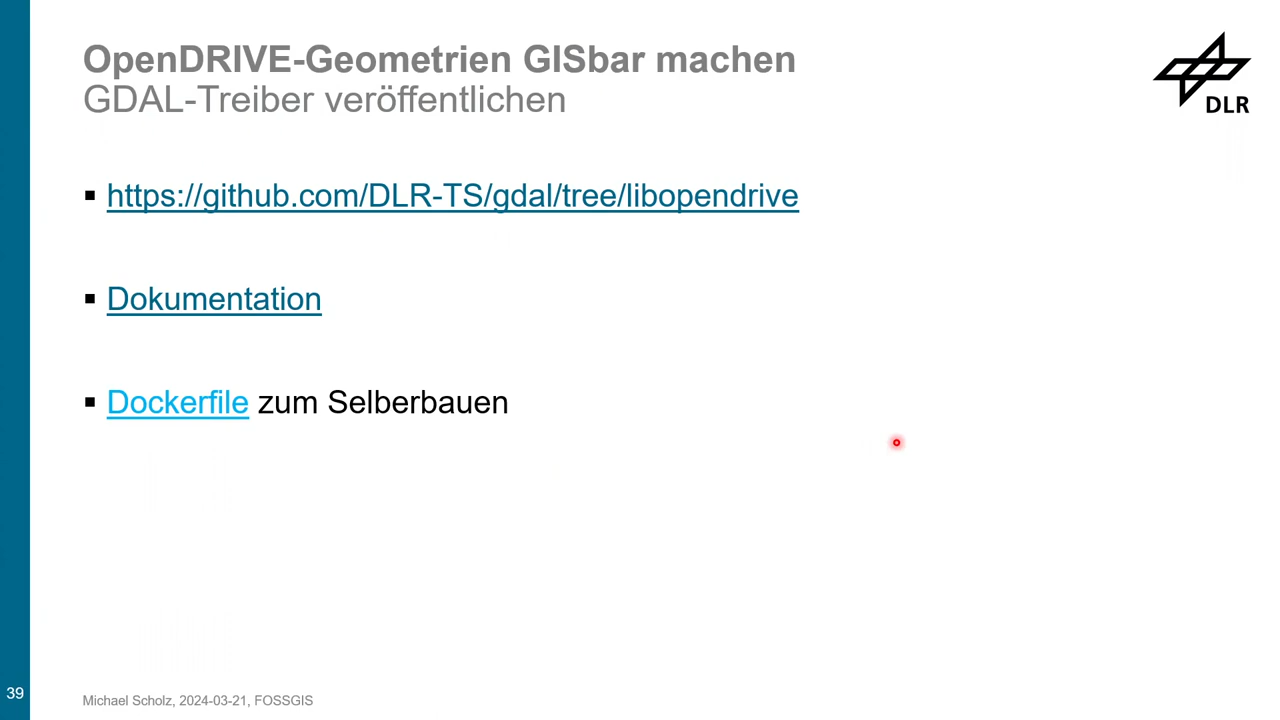 OpenDRIVE-Geometrien GISbar machen
GDAL-Treiber veröffentlichen
DLR
▪ https://github.com/DLR-TS/gdal/tree/libopendrive
▪ Dokumentation
▪ Dockerfile zum Selberbauen
39
Michael Scholz, 2024-03-21, FOSSGIS